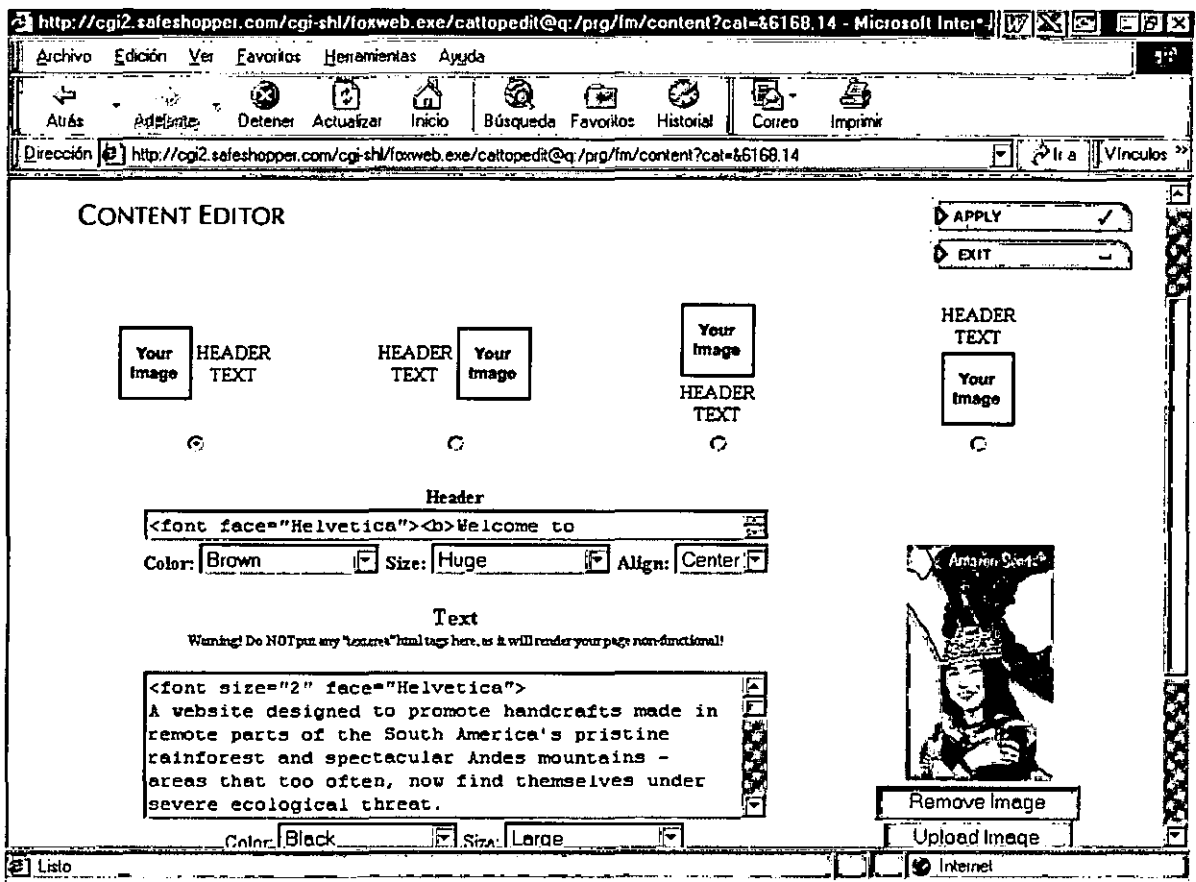 http://cgi2.safeshopper.com/cgi-shl/foxweb.exe/cattopedit@q:/prg/fm/content?cat=&6168.14 - Microsoft Inter
Archivo Edición Ver Favoritos Herramientas Ayuda
Atrás Adelante Detener Actualizar Inicio Búsqueda Favoritos Historial Correo Imprimir
Dirección http://cgi2.safeshopper.com/cgi-shl/foxweb.exe/cattopedit@q:/prg/fm/content?cat=&6168.14 Ir a Vínculos »
CONTENT EDITOR
APPLY
EXIT
Your Image HEADER TEXT
HEADER TEXT Your Image
Your Image HEADER TEXT
HEADER TEXT Your Image
Header
<font face="Helvetica"><b>Welcome to
Color: Brown Size: Huge Align: Center
Text
Warning! Do NOT put any "textarea" html tags here, as it will render your page non-functional!
<font size="2" face="Helvetica">
A website designed to promote handcrafts made in
remote parts of the South America's pristine
rainforest and spectacular Andes mountains -
areas that too often, now find themselves under
severe ecological threat.
Color: Black Size: Large
Remove Image
Upload Image
Listo Internet